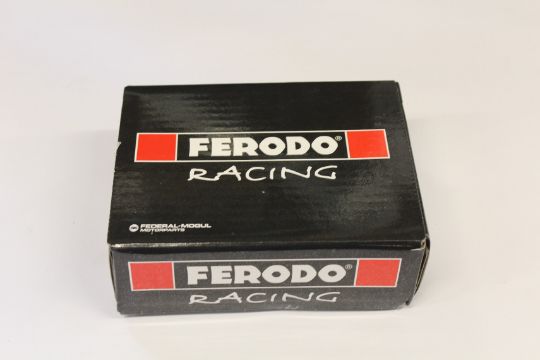 FERODO®
RACING
FEDERAL-MOGUL
MOTORPARTS
FERODO®
RACING